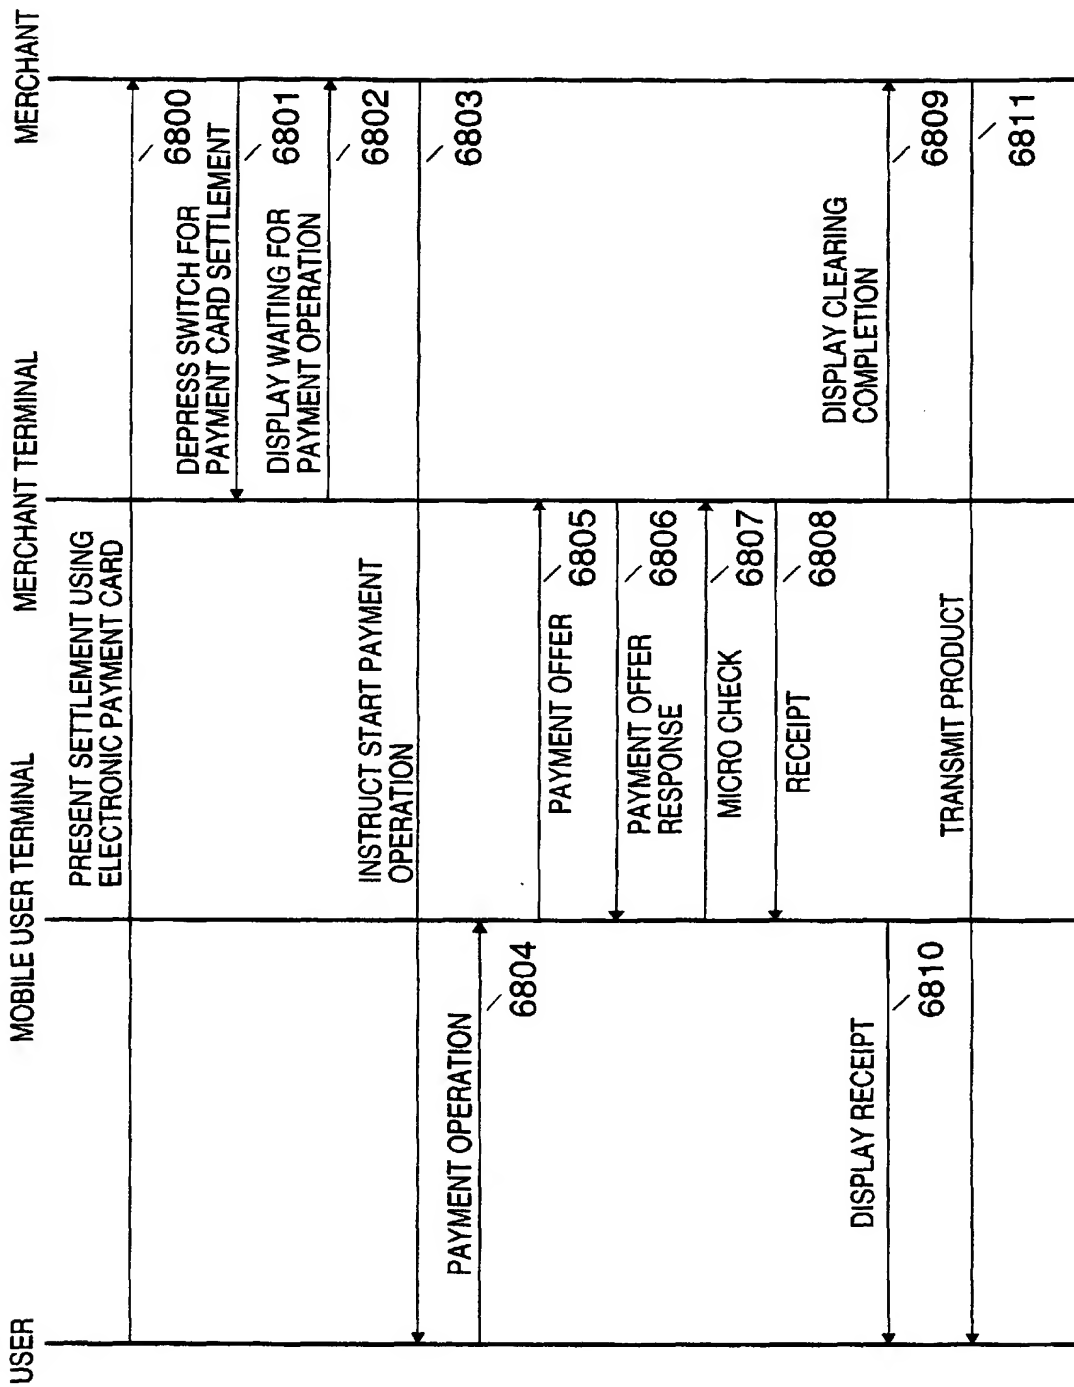 USER
MOBILE USER TERMINAL
MERCHANT TERMINAL
MERCHANT
PRESENT SETTLEMENT USING
ELECTRONIC PAYMENT CARD
6800
DEPRESS SWITCH FOR
PAYMENT CARD SETTLEMENT
6801
DISPLAY WAITING FOR
PAYMENT OPERATION
6802
INSTRUCT START PAYMENT
OPERATION
6803
PAYMENT OPERATION
6804
PAYMENT OFFER
6805
PAYMENT OFFER
RESPONSE
6806
MICRO CHECK
6807
RECEIPT
6808
DISPLAY CLEARING
COMPLETION
6809
DISPLAY RECEIPT
6810
TRANSMIT PRODUCT
6811